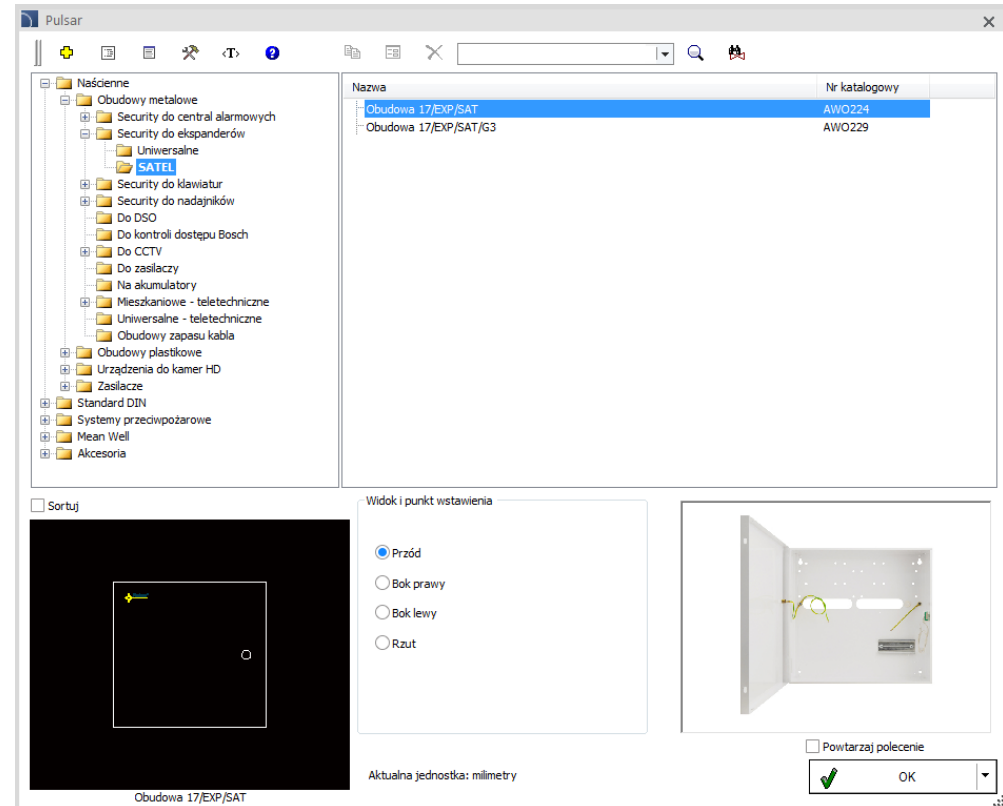 Pulsar
‹T›
Naścienne
Obudowy metalowe
Security do central alarmowych
Security do ekspanderów
Uniwersalne
SATEL
Security do klawiatur
Security do nadajników
Do DSO
Do kontroli dostępu Bosch
Do CCTV
Do zasilaczy
Na akumulatory
Mieszkaniowe - teletechniczne
Uniwersalne - teletechniczne
Obudowy zapasu kabla
Obudowy plastikowe
Urządzenia do kamer HD
Zasilacze
Standard DIN
Systemy przeciwpożarowe
Mean Well
Akcesoria
Nazwa Nr katalogowy
Obudowa 17/EXP/SAT AWO224
Obudowa 17/EXP/SAT/G3 AWO229
Sortuj
Obudowa 17/EXP/SAT
Widok i punkt wstawienia
Przód
Bok prawy
Bok lewy
Rzut
Aktualna jednostka: milimetry
Powtarzaj polecenie
OK